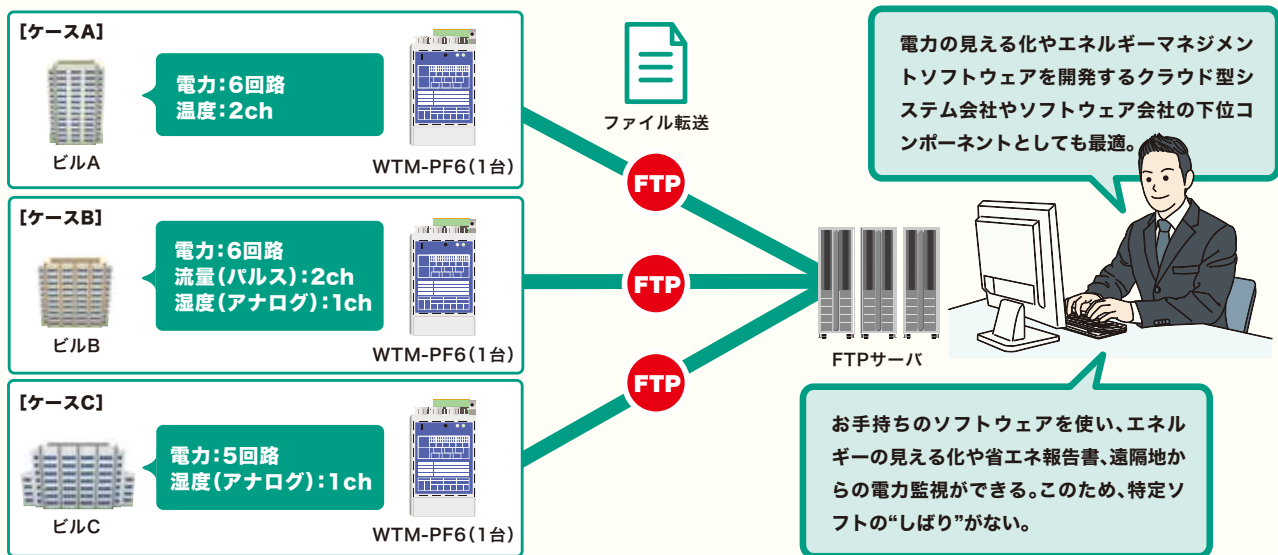 [ケースA]
電力:6回路
温度:2ch
ビルA
WTM-PF6(1台)
[ケースB]
電力:6回路
流量(パルス):2ch
湿度(アナログ):1ch
ビルB
WTM-PF6(1台)
[ケースC]
電力:5回路
湿度(アナログ):1ch
ビルC
WTM-PF6(1台)
ファイル転送
FTP
FTP
FTP
FTPサーバ
電力の見える化やエネルギーマネジメン
トソフトウェアを開発するクラウド型シ
ステム会社やソフトウェア会社の下位コ
ンポーネントとしても最適。
お手持ちのソフトウェアを使い、エネル
ギーの見える化や省エネ報告書、遠隔地か
らの電力監視ができる。このため、特定ソ
フトの“しばり”がない。